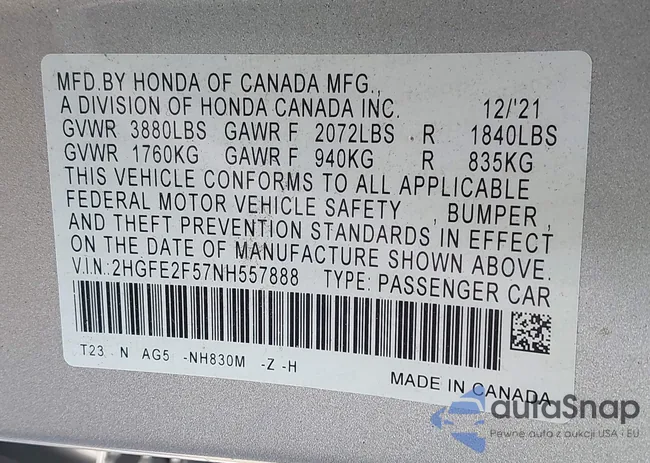 MFD.BY HONDA OF CANADA MFG.,
A DIVISION OF HONDA CANADA INC. 12/'21
GVWR 3880LBS GAWR F 2072LBS R 1840LBS
GVWR 1760KG GAWR F 940KG R 835KG
THIS VEHICLE CONFORMS TO ALL APPLICABLE
FEDERAL MOTOR VEHICLE SAFETY , BUMPER ,
AND THEFT PREVENTION STANDARDS IN EFFECT
ON THE DATE OF MANUFACTURE SHOWN ABOVE.
V.I.N.:2HGFE2F57NH557888 TYPE: PASSENGER CAR
T23 N AG5 -NH830M -Z -H
MADE IN CANADA
autaSnap
Pewne auta z aukcji USA i EU